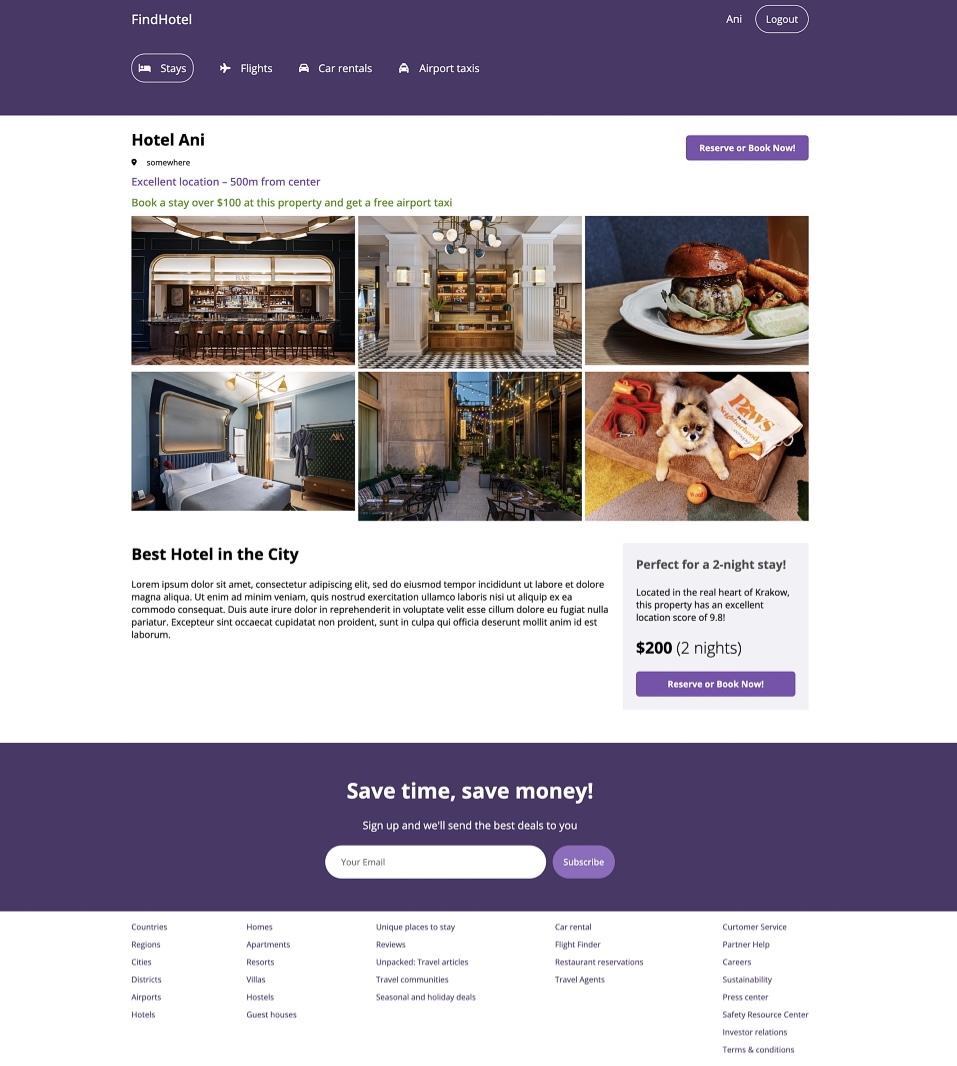 FindHotel
Ani
Logout
Stays
Flights
Car rentals
Airport taxis
Hotel Ani
Reserve or Book Now!
somewhere
Excellent location – 500m from center
Book a stay over $100 at this property and get a free airport taxi
BAR
Paws
Neighborhood
Woof
Best Hotel in the City
Lorem ipsum dolor sit amet, consectetur adipiscing elit, sed do eiusmod tempor incididunt ut labore et dolore
magna aliqua. Ut enim ad minim veniam, quis nostrud exercitation ullamco laboris nisi ut aliquip ex ea
commodo consequat. Duis aute irure dolor in reprehenderit in voluptate velit esse cillum dolore eu fugiat nulla
pariatur. Excepteur sint occaecat cupidatat non proident, sunt in culpa qui officia deserunt mollit anim id est
laborum.
Perfect for a 2-night stay!
Located in the real heart of Krakow,
this property has an excellent
location score of 9.8!
$200 (2 nights)
Reserve or Book Now!
Save time, save money!
Sign up and we'll send the best deals to you
Your Email
Subscribe
Countries
Regions
Cities
Districts
Airports
Hotels
Homes
Apartments
Resorts
Villas
Hostels
Guest houses
Unique places to stay
Reviews
Unpacked: Travel articles
Travel communities
Seasonal and holiday deals
Car rental
Flight Finder
Restaurant reservations
Travel Agents
Curtomer Service
Partner Help
Careers
Sustainability
Press center
Safety Resource Center
Investor relations
Terms & conditions